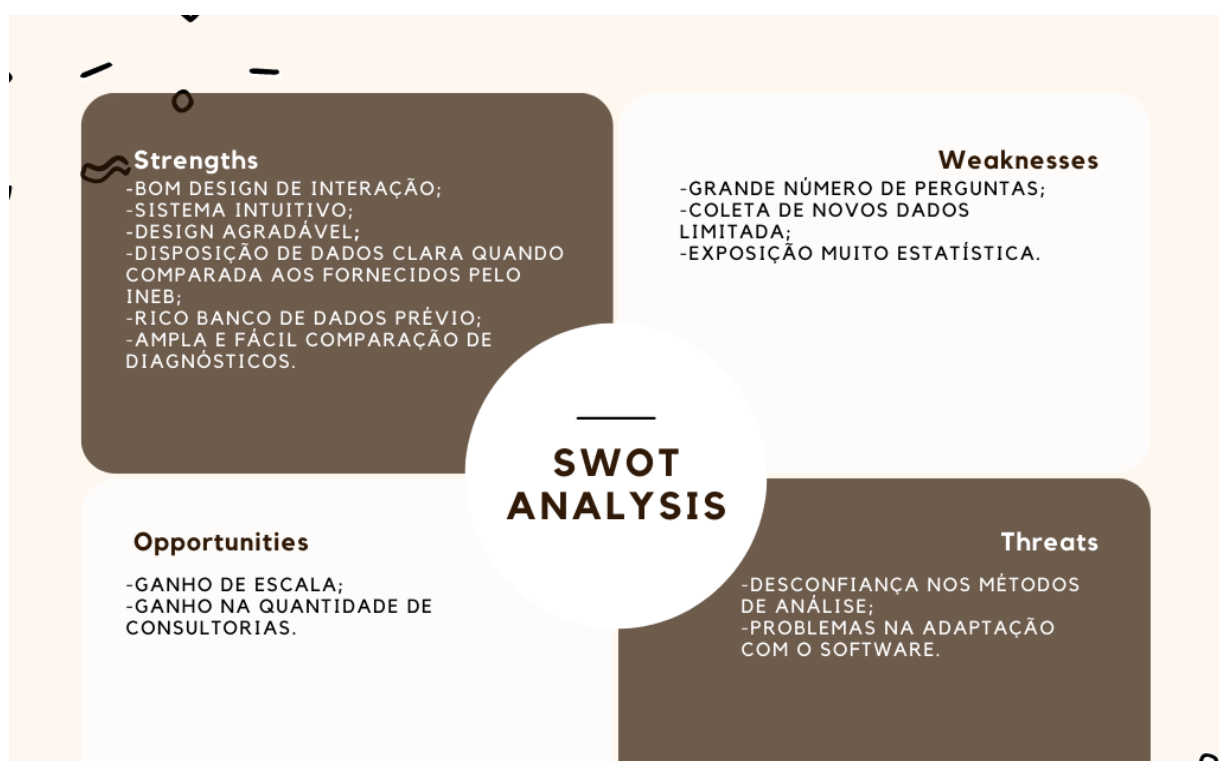 Strengths
-BOM DESIGN DE INTERAÇÃO;
-SISTEMA INTUITIVO;
-DESIGN AGRADÁVEL;
-DISPOSIÇÃO DE DADOS CLARA QUANDO
COMPARADA AOS FORNECIDOS PELO
INEB;
-RICO BANCO DE DADOS PRÉVIO;
-AMPLA E FÁCIL COMPARAÇÃO DE
DIAGNÓSTICOS.
Weaknesses
-GRANDE NÚMERO DE PERGUNTAS;
-COLETA DE NOVOS DADOS
LIMITADA;
-EXPOSIÇÃO MUITO ESTATÍSTICA.
SWOT
ANALYSIS
Opportunities
-GANHO DE ESCALA;
-GANHO NA QUANTIDADE DE
CONSULTORIAS.
Threats
-DESCONFIANÇA NOS MÉTODOS
DE ANÁLISE;
-PROBLEMAS NA ADAPTAÇÃO
COM O SOFTWARE.